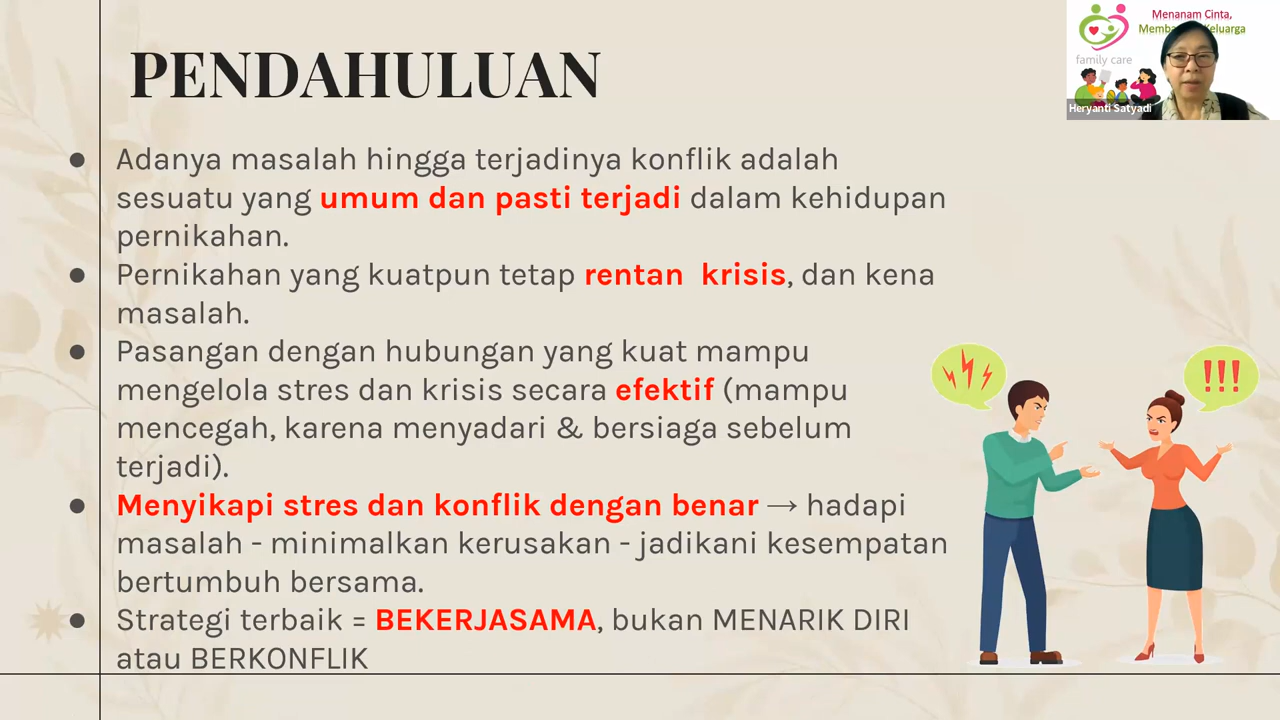 PENDAHULUAN
● Adanya masalah hingga terjadinya konflik adalah
sesuatu yang umum dan pasti terjadi dalam kehidupan
pernikahan.
● Pernikahan yang kuatpun tetap rentan krisis, dan kena
masalah.
● Pasangan dengan hubungan yang kuat mampu
mengelola stres dan krisis secara efektif (mampu
mencegah, karena menyadari & bersiaga sebelum
terjadi).
● Menyikapi stres dan konflik dengan benar → hadapi
masalah - minimalkan kerusakan - jadikani kesempatan
bertumbuh bersama.
● Strategi terbaik = BEKERJASAMA, bukan MENARIK DIRI
atau BERKONFLIK
!!!
Menanam Cinta,
Keluarga
family care
Heryanti Satyadi